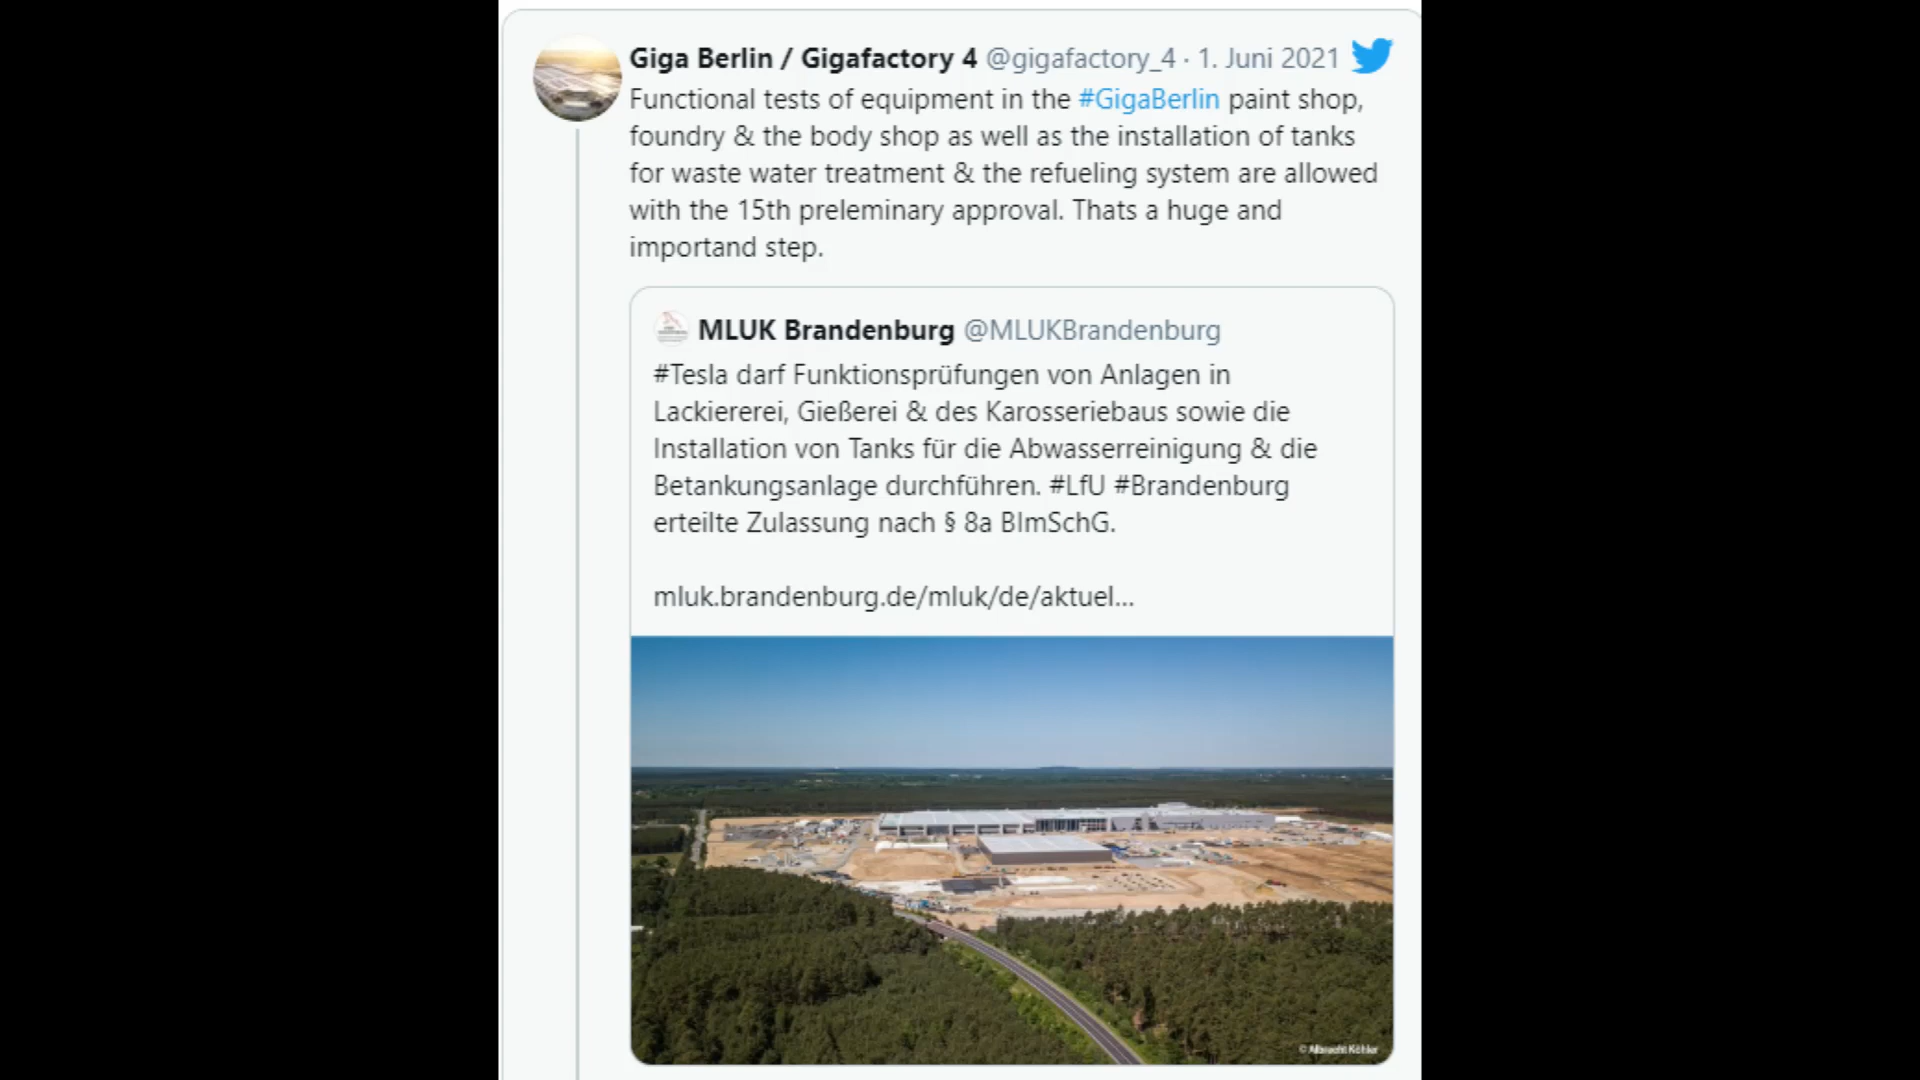 Giga Berlin / Gigafactory 4 @gigafactory_4 · 1. Juni 2021
Functional tests of equipment in the #GigaBerlin paint shop,
foundry & the body shop as well as the installation of tanks
for waste water treatment & the refueling system are allowed
with the 15th preleminary approval. Thats a huge and
importand step.
MLUK Brandenburg @MLUKBrandenburg
#Tesla darf Funktionsprüfungen von Anlagen in
Lackiererei, Gießerei & des Karosseriebaus sowie die
Installation von Tanks für die Abwasserreinigung & die
Betankungsanlage durchführen. #LfU #Brandenburg
erteilte Zulassung nach § 8a BImSchG.
mluk.brandenburg.de/mluk/de/aktuel...
© Albrecht Köhler